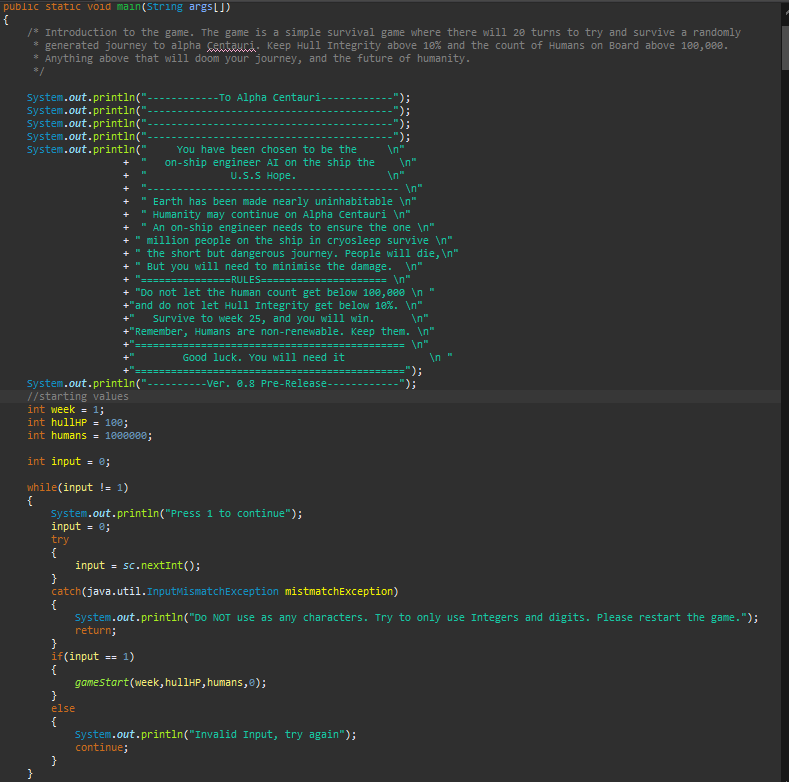 public static void main(String args[])
{
/* Introduction to the game. The game is a simple survival game where there will 20 turns to try and survive a randomly
* generated journey to alpha Centauri. Keep Hull Integrity above 10% and the count of Humans on Board above 100,000.
* Anything above that will doom your journey, and the future of humanity.
*/
System.out.println("------------To Alpha Centauri------------");
System.out.println("-----------------------------------------");
System.out.println("-----------------------------------------");
System.out.println("-----------------------------------------");
System.out.println("     You have been chosen to be the     \n"
+ "   on-ship engineer AI on the ship the    \n"
+ "              U.S.S Hope.               \n"
+ "------------------------------------------ \n"
+ " Earth has been made nearly uninhabitable \n"
+ " Humanity may continue on Alpha Centauri \n"
+ " An on-ship engineer needs to ensure the one \n"
+ " million people on the ship in cryosleep survive \n"
+ " the short but dangerous journey. People will die,\n"
+ " But you will need to minimise the damage.  \n"
+ "================RULES===================== \n"
+ "Do not let the human count get below 100,000 \n "
+"and do not let Hull Integrity get below 10%. \n"
+"   Survive to week 25, and you will win.      \n"
+"Remember, Humans are non-renewable. Keep them. \n"
+"============================================= \n"
+"        Good luck. You will need it              \n "
+"=============================================");
System.out.println("----------Ver. 0.8 Pre-Release------------");
//starting values
int week = 1;
int hullHP = 100;
int humans = 1000000;
int input = 0;
while(input != 1)
{
System.out.println("Press 1 to continue");
input = 0;
try
{
input = sc.nextInt();
}
catch(java.util.InputMismatchException mistmatchException)
{
System.out.println("Do NOT use as any characters. Try to only use Integers and digits. Please restart the game.");
return;
}
if(input == 1)
{
gameStart(week,hullHP,humans,0);
}
else
{
System.out.println("Invalid Input, try again");
continue;
}
}